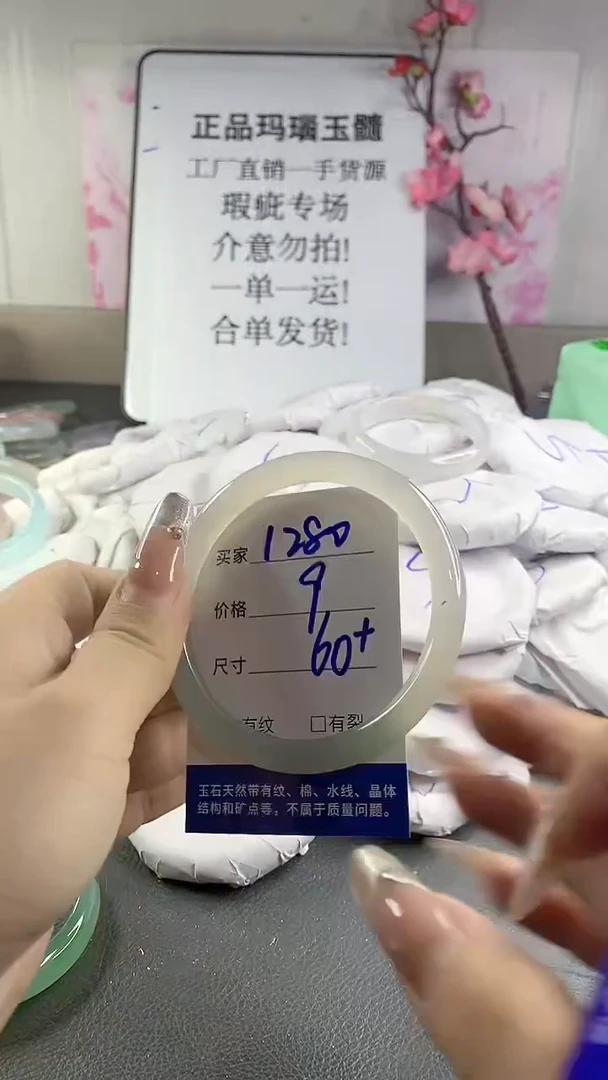 正品玛瑙玉髓
工厂直销一手货源
瑕疵专场
介意勿拍!
一单一运!
合单发货!
买家 1280
价格 9
尺寸 60+
有纹 □有裂
玉石天然带有纹、棉、水线、晶体
结构和矿点等，不属于质量问题。